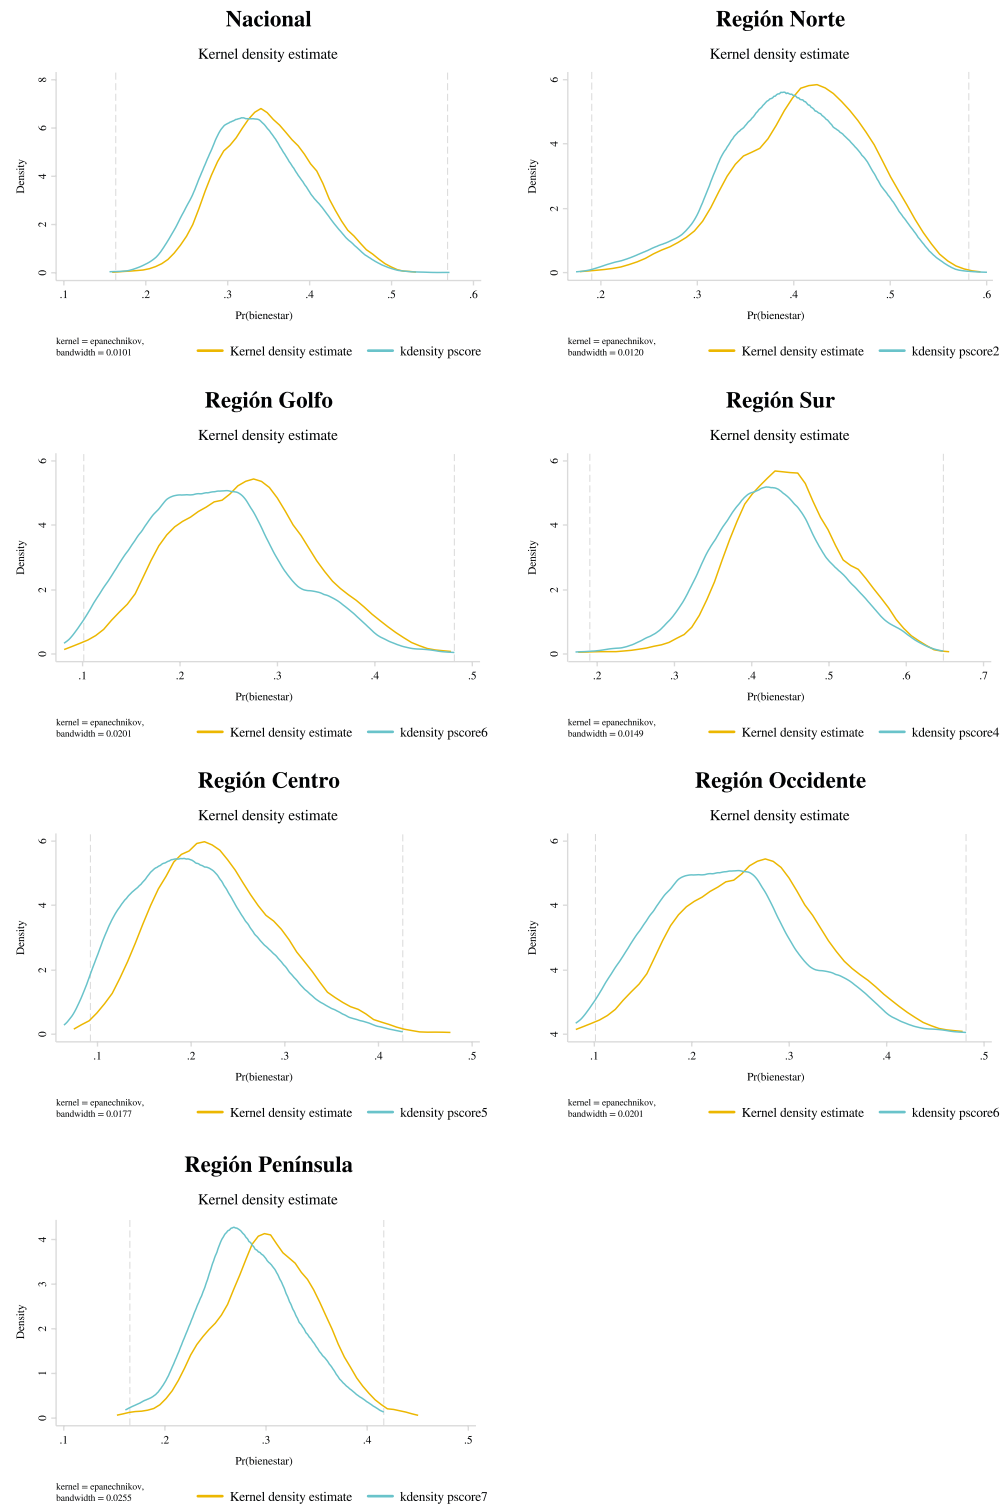 Nacional
Kernel density estimate
Density
8
6
4
2
0
.1 .2 .3 .4 .5 .6
Pr(bienestar)
kernel = epanechnikov,
bandwidth = 0.0101
Kernel density estimate kdensity pscore
Región Norte
Kernel density estimate
Density
6
4
2
0
.2 .3 .4 .5 .6
Pr(bienestar)
kernel = epanechnikov,
bandwidth = 0.0120
Kernel density estimate kdensity pscore2
Región Golfo
Kernel density estimate
Density
6
4
2
0
.1 .2 .3 .4 .5
Pr(bienestar)
kernel = epanechnikov,
bandwidth = 0.0201
Kernel density estimate kdensity pscore6
Región Sur
Kernel density estimate
Density
6
4
2
0
.2 .3 .4 .5 .6 .7
Pr(bienestar)
kernel = epanechnikov,
bandwidth = 0.0149
Kernel density estimate kdensity pscore4
Región Centro
Kernel density estimate
Density
6
4
2
0
.1 .2 .3 .4 .5
Pr(bienestar)
kernel = epanechnikov,
bandwidth = 0.0177
Kernel density estimate kdensity pscore5
Región Occidente
Kernel density estimate
Density
6
4
4
4
.1 .2 .3 .4 .5
Pr(bienestar)
kernel = epanechnikov,
bandwidth = 0.0201
Kernel density estimate kdensity pscore6
Región Península
Kernel density estimate
Density
4
3
2
1
0
.1 .2 .3 .4 .5
Pr(bienestar)
kernel = epanechnikov,
bandwidth = 0.0255
Kernel density estimate kdensity pscore7